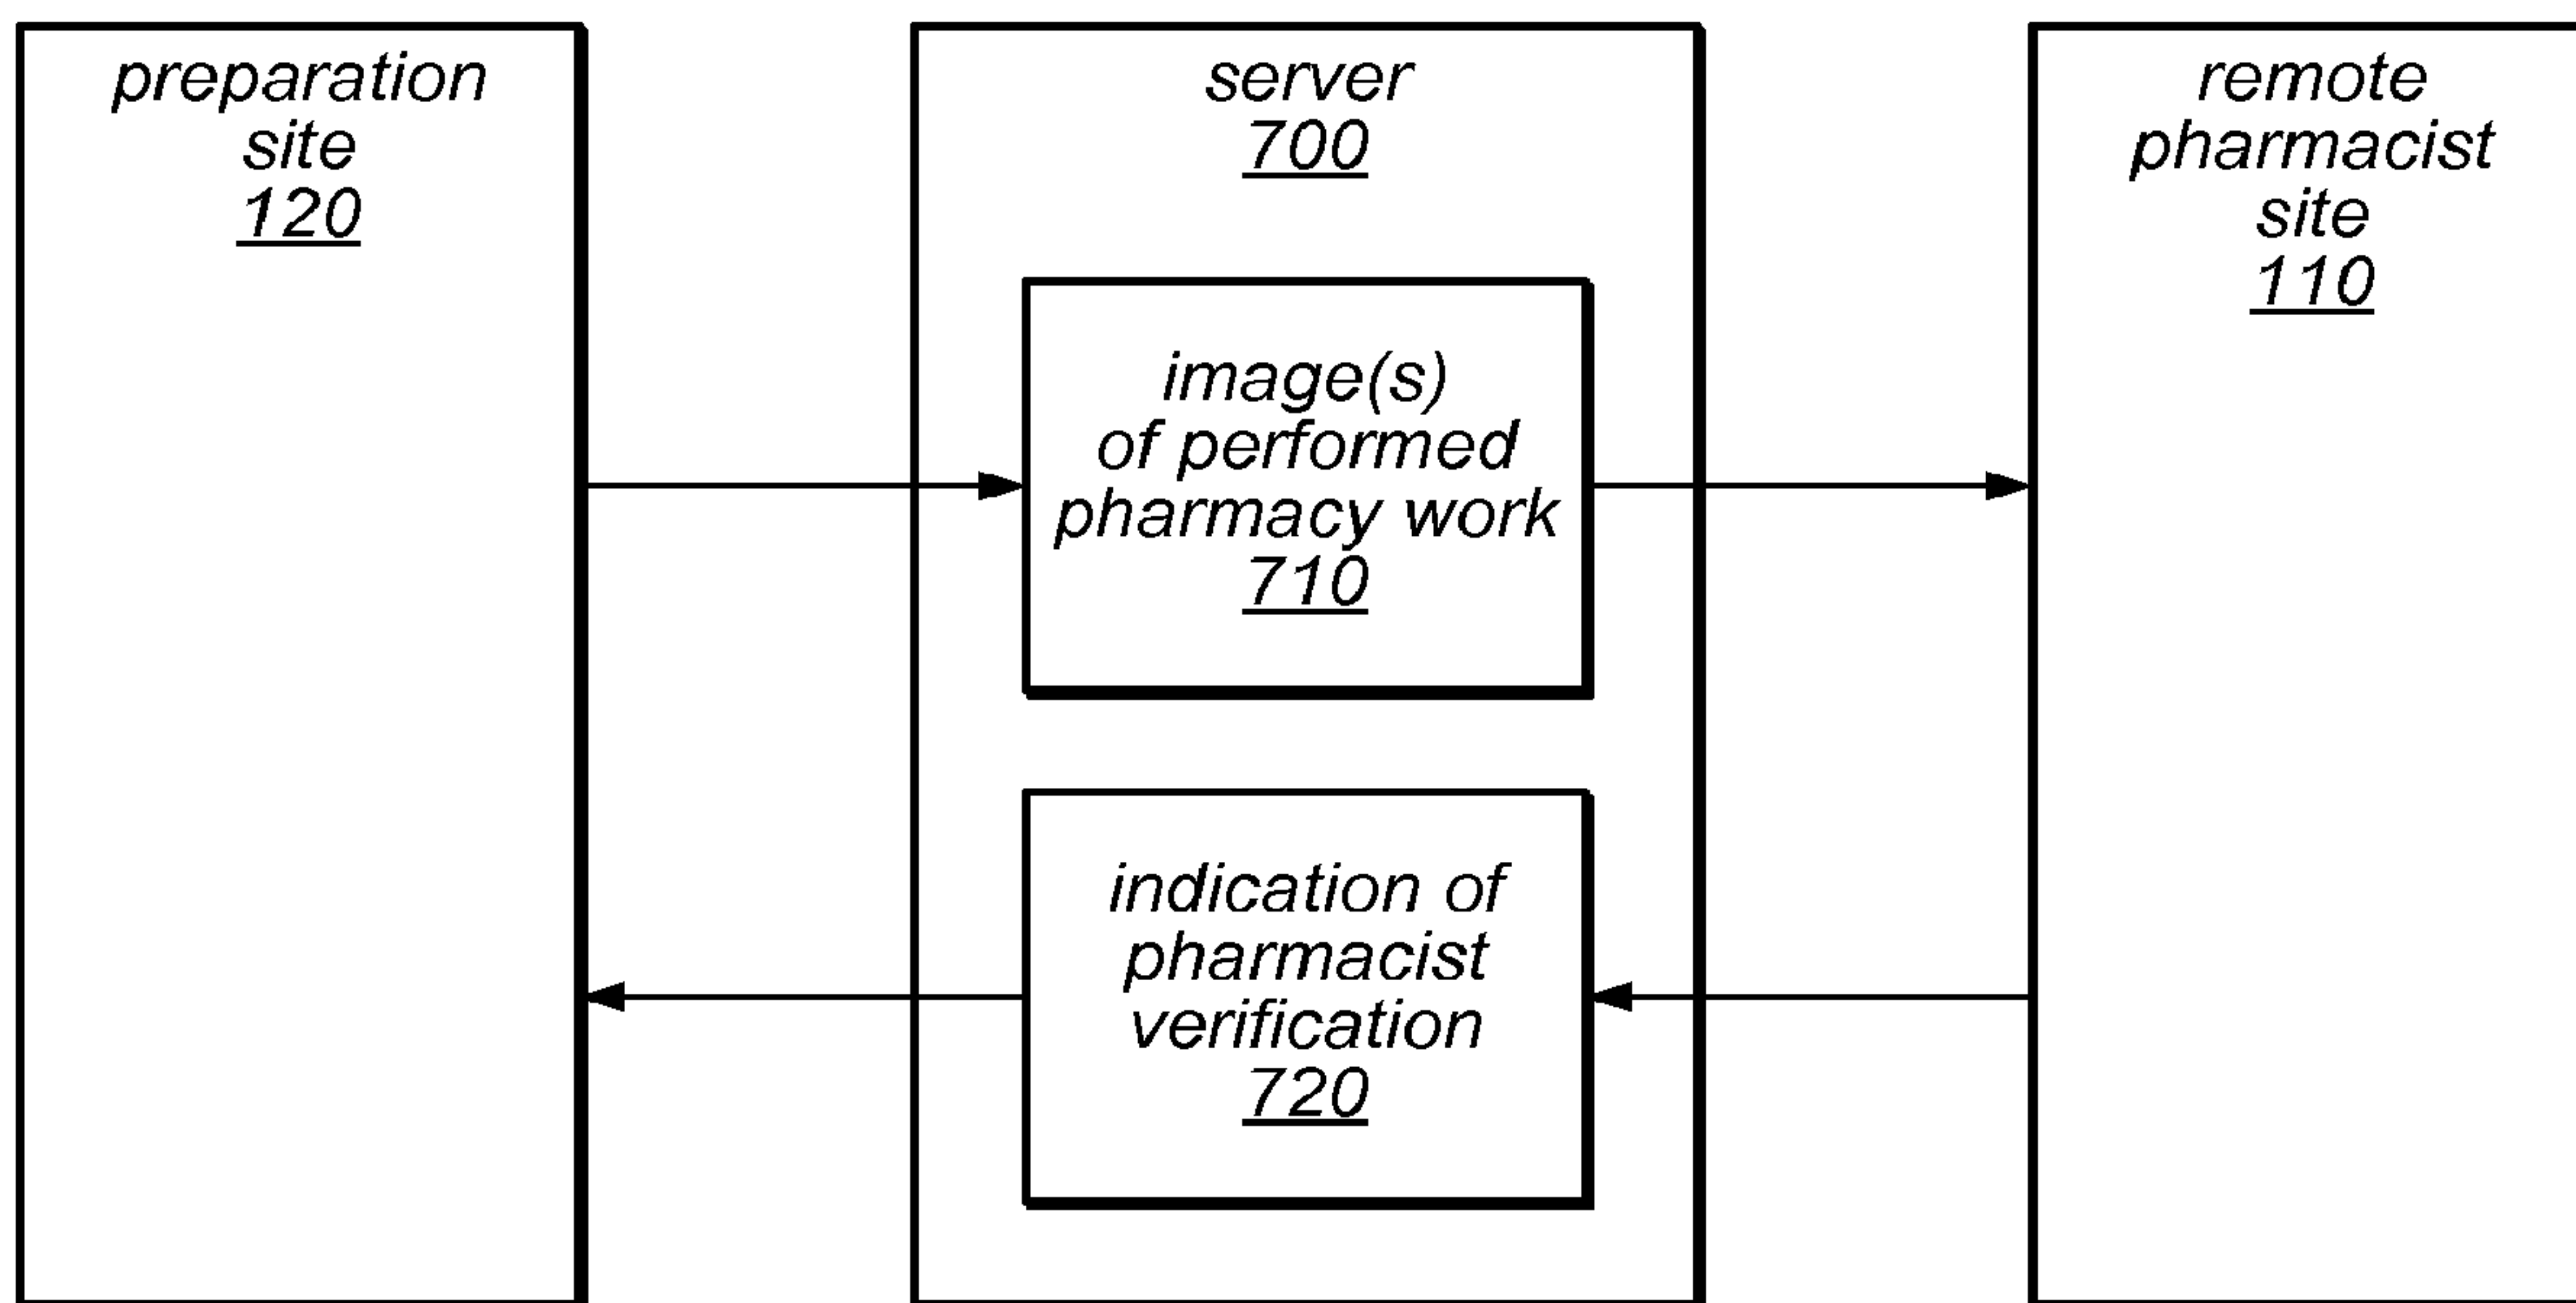 preparation
site
120
server
700
image(s)
of performed
pharmacy work
710
indication of
pharmacist
verification
720
remote
pharmacist
site
110